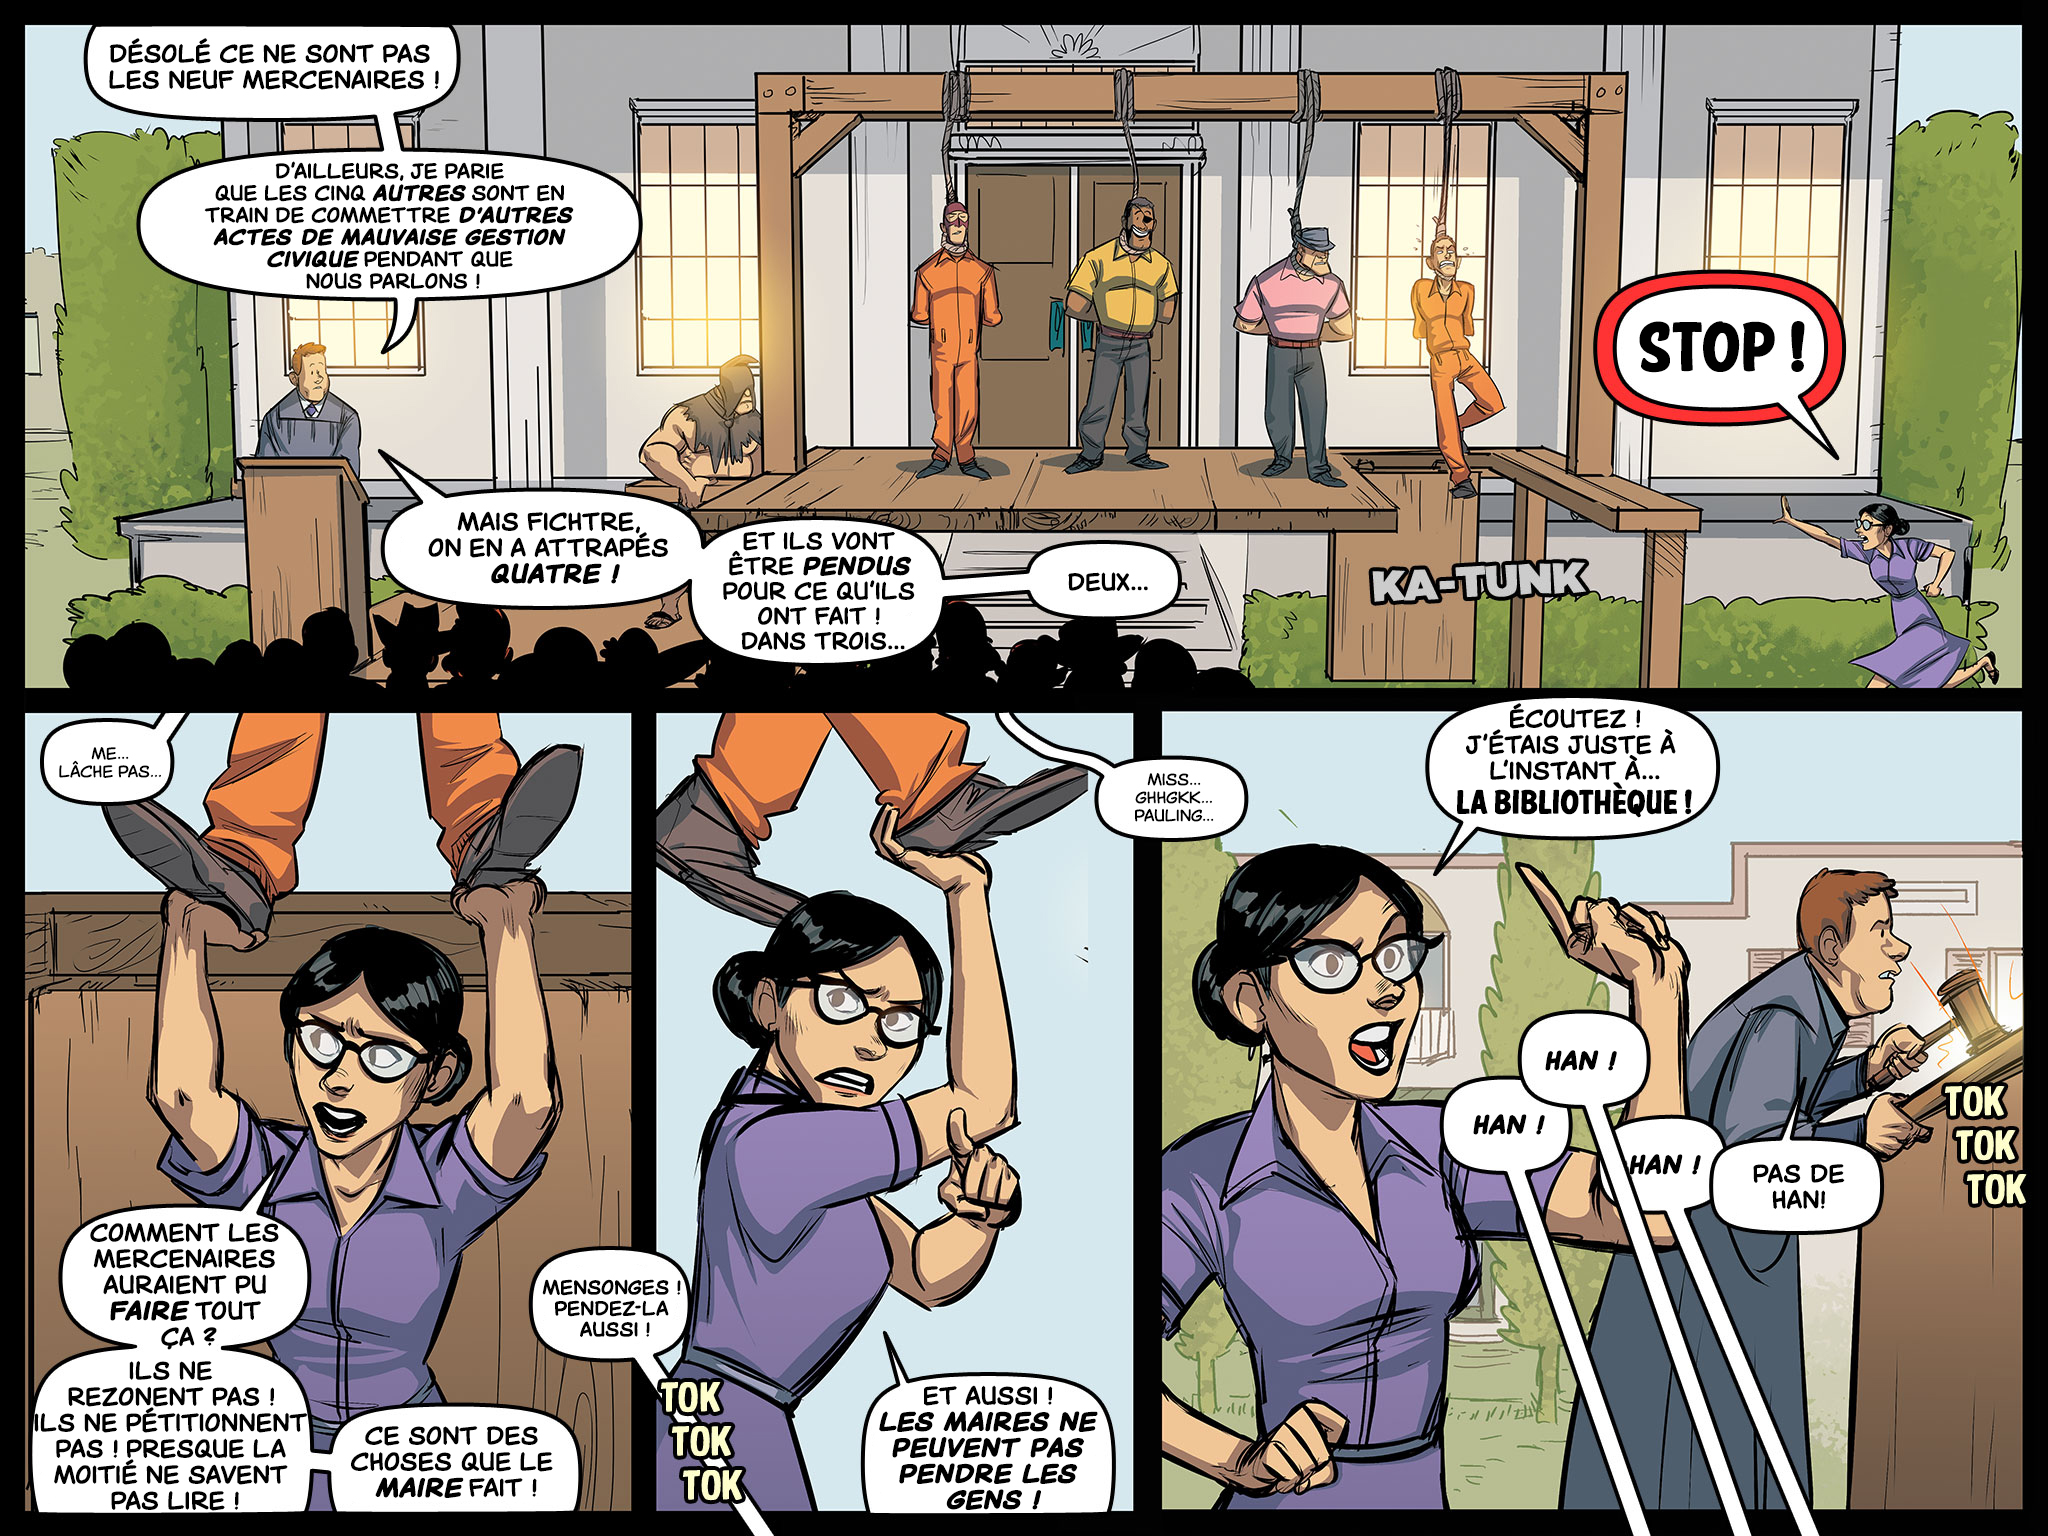 DÉSOLÉ CE NE SONT PAS
LES NEUF MERCENAIRES !
D'AILLEURS, JE PARIE
QUE LES CINQ AUTRES SONT EN
TRAIN DE COMMETTRE D'AUTRES
ACTES DE MAUVAISE GESTION
CIVIQUE PENDANT QUE
NOUS PARLONS !
MAIS FICHTRE,
ON EN A ATTRAPÉS
QUATRE !
ET ILS VONT
ÊTRE PENDUS
POUR CE QU'ILS
ONT FAIT !
DANS TROIS...
DEUX...
KA-TUNK
STOP !
ME...
LÂCHE PAS...
COMMENT LES
MERCENAIRES
AURAIENT PU
FAIRE TOUT
ÇA ?
ILS NE
REZONENT PAS !
ILS NE PÉTITIONNENT
PAS ! PRESQUE LA
MOITIÉ NE SAVENT
PAS LIRE !
CE SONT DES
CHOSES QUE LE
MAIRE FAIT !
MISS...
GHHGKK...
PAULING...
MENSONGES !
PENDEZ-LA
AUSSI !
TOK
TOK
TOK
ET AUSSI !
LES MAIRES NE
PEUVENT PAS
PENDRE LES
GENS !
ÉCOUTEZ !
J'ÉTAIS JUSTE À
L'INSTANT À...
LA BIBLIOTHÈQUE !
HAN !
HAN !
HAN !
PAS DE
HAN!
TOK
TOK
TOK